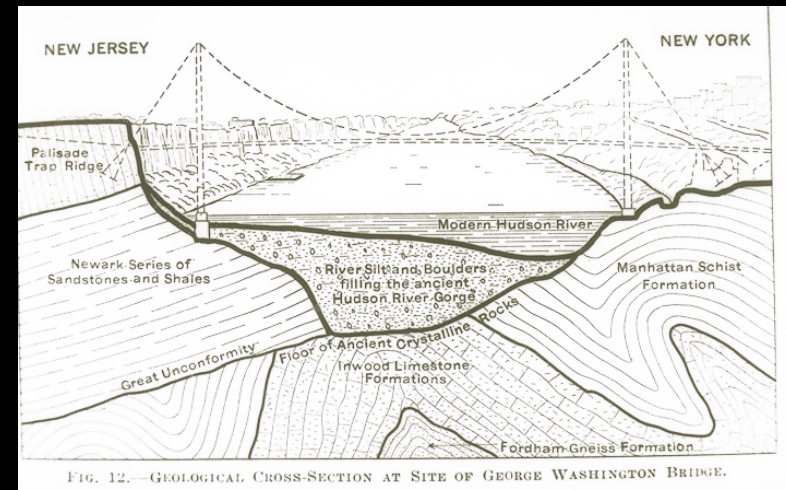 NEW JERSEY
NEW YORK
Palisade
Trap Ridge
Modern Hudson River
Newark Series of
Sandstones and Shales
River Silt and Boulders
filling the ancient
Hudson River Gorge
Manhattan Schist
Formation
Great Unconformity
Floor of Ancient Crystalline Rocks
Inwood Limestone
Formations
Fordham Gneiss Formation
FIG. 12.—GEOLOGICAL CROSS-SECTION AT SITE OF GEORGE WASHINGTON BRIDGE.